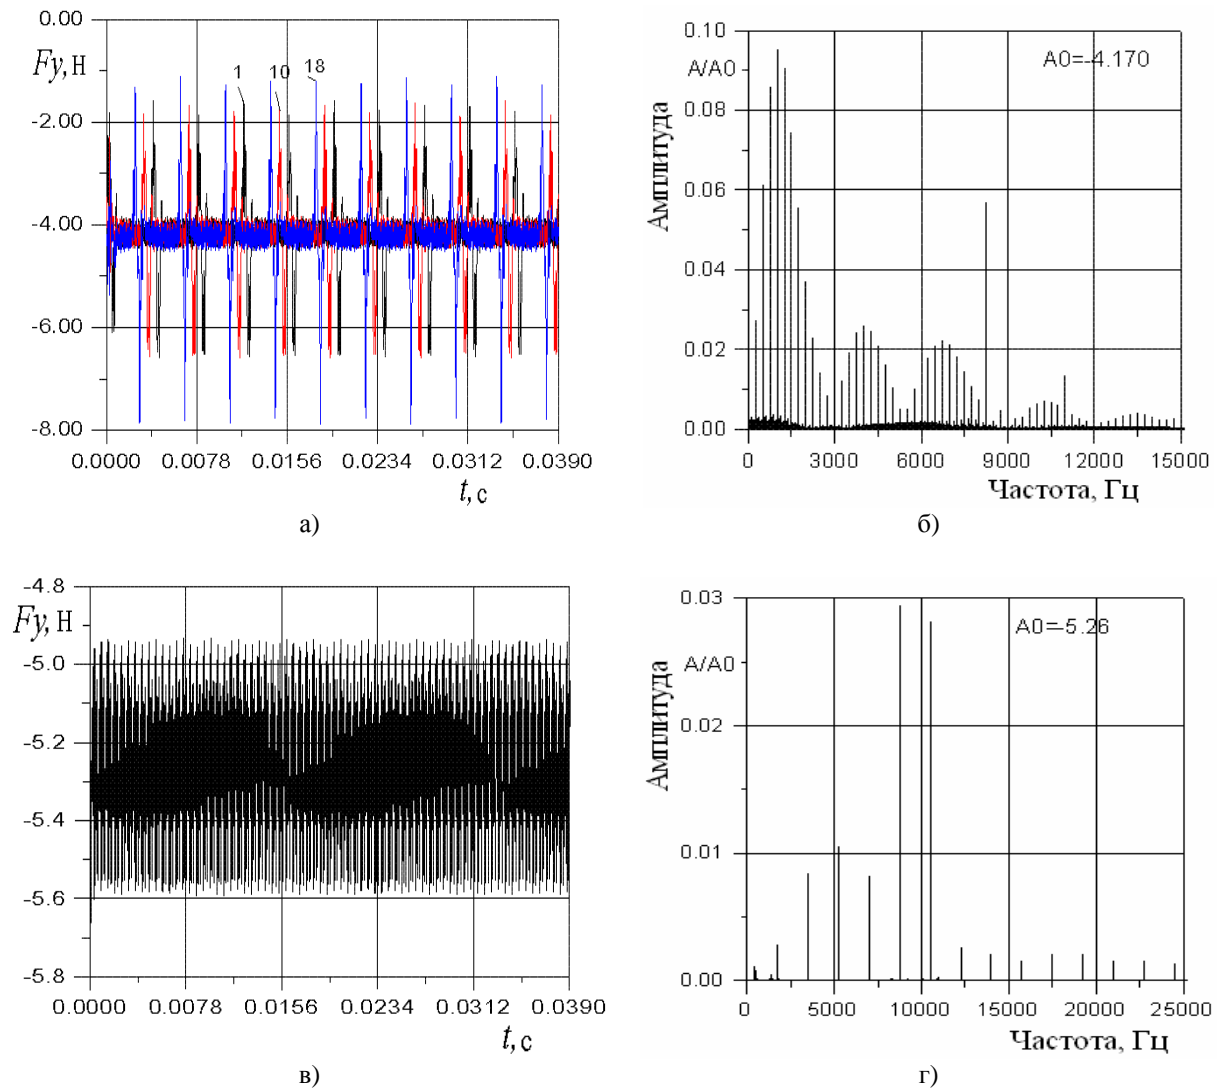 а)
0.00
-2.00
-4.00
-6.00
-8.00
Fy, Н
1 10 18
0.0000 0.0078 0.0156 0.0234 0.0312 0.0390
t, с
а)
0.10
0.08
0.06
0.04
0.02
0.00
A/A0
Амплитуда
A0=-4.170
0 3000 6000 9000 12000 15000
Частота, Гц
б)
-4.8
-5.0
-5.2
-5.4
-5.6
-5.8
Fy, Н
0.0000 0.0078 0.0156 0.0234 0.0312 0.0390
t, с
в)
0.03
0.02
0.01
0.00
A/A0
Амплитуда
A0=-5.26
0 5000 10000 15000 20000 25000
Частота, Гц
г)